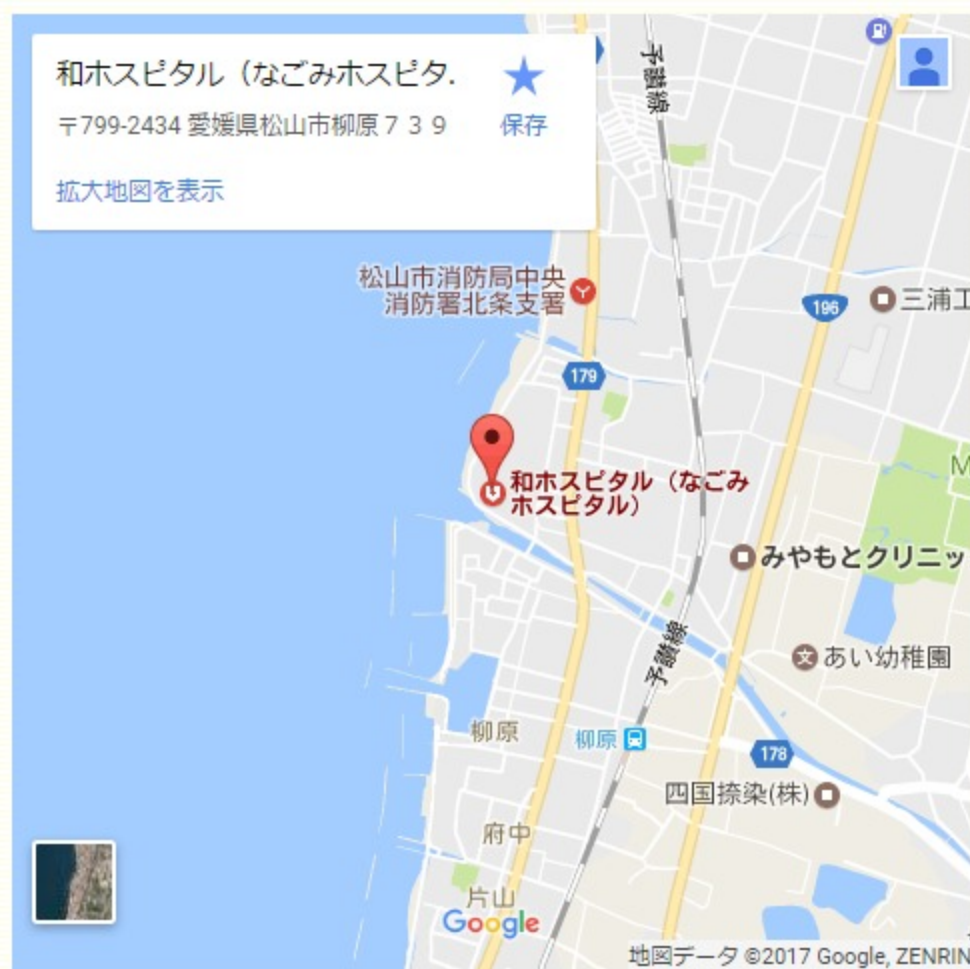 和ホスピタル（なごみホスピタ.
〒799-2434 愛媛県松山市柳原７３９
保存
拡大地図を表示
予讃線
松山市消防局中央
消防署北条支署
196
三浦工
179
和ホスピタル（なごみ
ホスピタル）
M
みやもとクリニッ
予讃線
あい幼稚園
柳原
柳原
178
四国捺染(株)
府中
片山
Google
地図データ ©2017 Google, ZENRIN